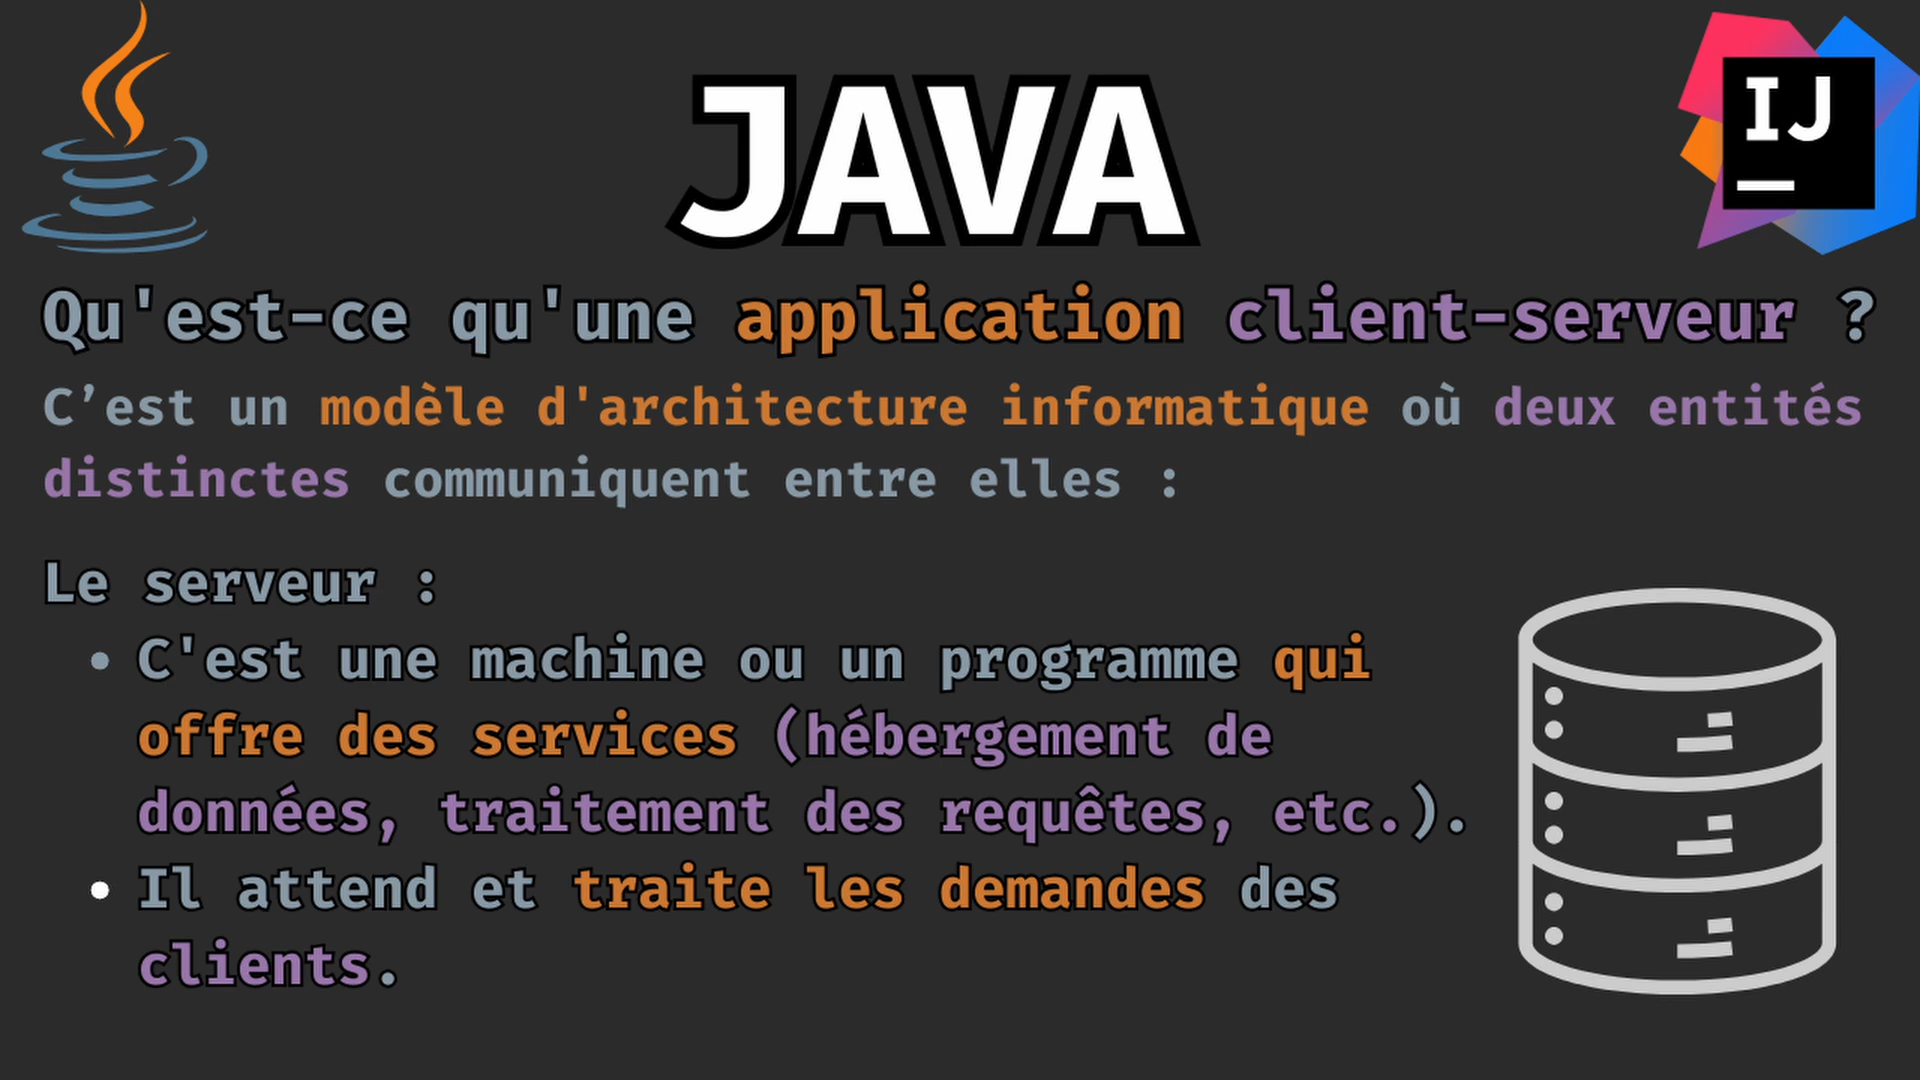 JAVA
IJ
Qu'est-ce qu'une application client-serveur ?
C’est un modèle d'architecture informatique où deux entités
distinctes communiquent entre elles :
Le serveur :
• C'est une machine ou un programme qui
offre des services (hébergement de
données, traitement des requêtes, etc.).
• Il attend et traite les demandes des
clients.